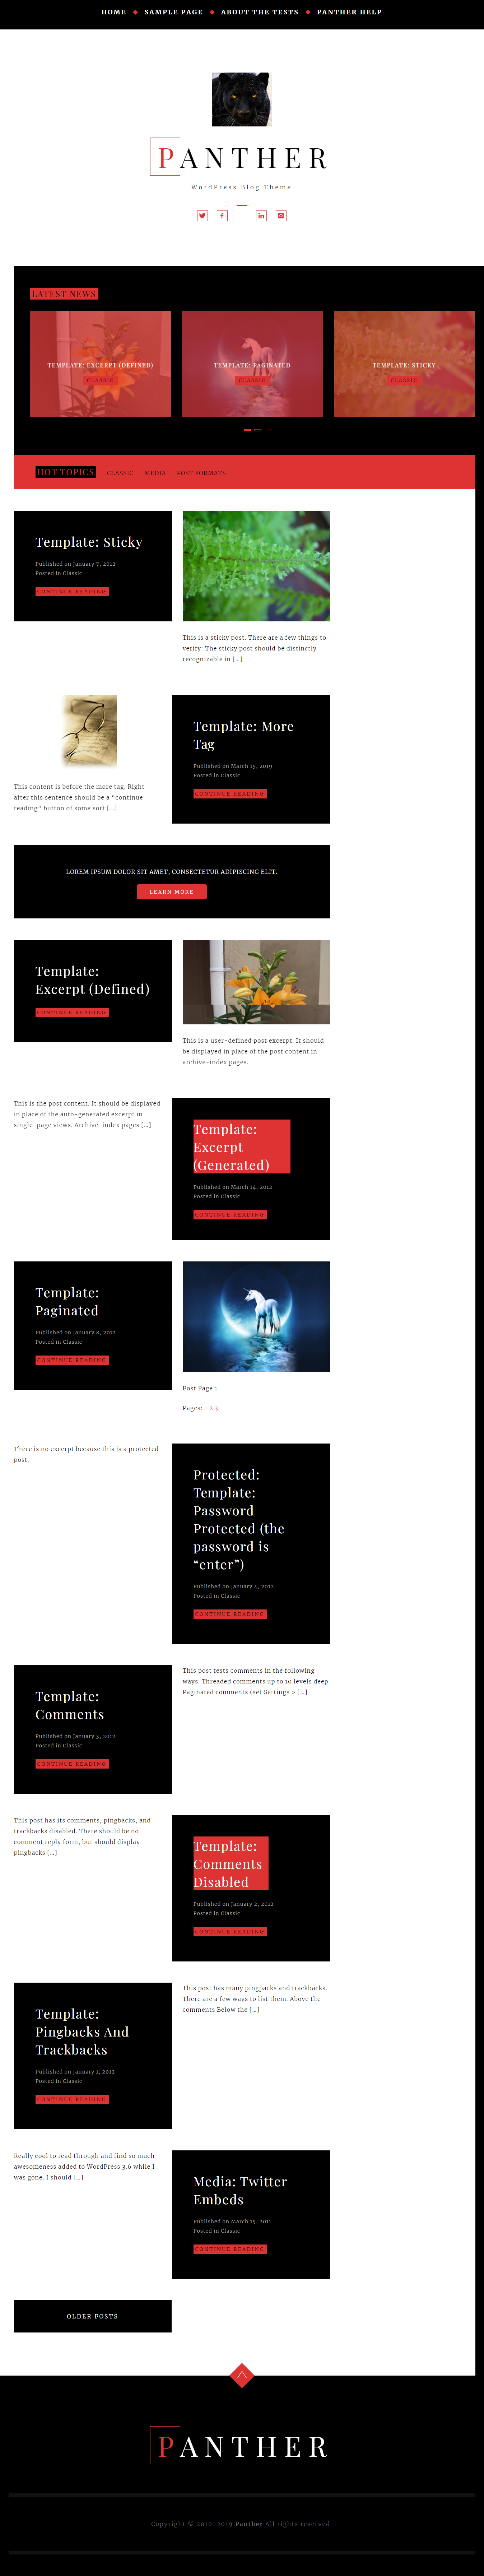 HOME ◆ SAMPLE PAGE ◆ ABOUT THE TESTS ◆ PANTHER HELP
PANTHER
WordPress Blog Theme
LATEST NEWS
TEMPLATE: EXCERPT (DEFINED)
CLASSIC
TEMPLATE: PAGINATED
CLASSIC
TEMPLATE: STICKY
CLASSIC
HOT TOPICS CLASSIC MEDIA POST FORMATS
Template: Sticky
Published on January 7, 2012
Posted in Classic
CONTINUE READING
This is a sticky post. There are a few things to
verify: The sticky post should be distinctly
recognizable in [...]
This content is before the more tag. Right
after this sentence should be a “continue
reading” button of some sort [...]
Template: More
Tag
Published on March 15, 2019
Posted in Classic
CONTINUE READING
LOREM IPSUM DOLOR SIT AMET, CONSECTETUR ADIPISCING ELIT.
LEARN MORE
Template:
Excerpt (Defined)
CONTINUE READING
This is a user-defined post excerpt. It should
be displayed in place of the post content in
archive-index pages.
This is the post content. It should be displayed
in place of the auto-generated excerpt in
single-page views. Archive-index pages [...]
Template:
Excerpt
(Generated)
Published on March 14, 2012
Posted in Classic
CONTINUE READING
Template:
Paginated
Published on January 8, 2012
Posted in Classic
CONTINUE READING
Post Page 1
Pages: 1 2 3
There is no excerpt because this is a protected
post.
Protected:
Template:
Password
Protected (the
password is
“enter”)
Published on January 4, 2012
Posted in Classic
CONTINUE READING
Template:
Comments
Published on January 3, 2012
Posted in Classic
CONTINUE READING
This post tests comments in the following
ways. Threaded comments up to 10 levels deep
Paginated comments (set Settings > [...]
This post has its comments, pingbacks, and
trackbacks disabled. There should be no
comment reply form, but should display
pingbacks [...]
Template:
Comments
Disabled
Published on January 2, 2012
Posted in Classic
CONTINUE READING
Template:
Pingbacks And
Trackbacks
Published on January 1, 2012
Posted in Classic
CONTINUE READING
This post has many pingpacks and trackbacks.
There are a few ways to list them. Above the
comments Below the [...]
Really cool to read through and find so much
awesomeness added to WordPress 3.6 while I
was gone. I should [...]
Media: Twitter
Embeds
Published on March 15, 2011
Posted in Classic
CONTINUE READING
OLDER POSTS
PANTHER
Copyright © 2010-2019 Panther All rights reserved.